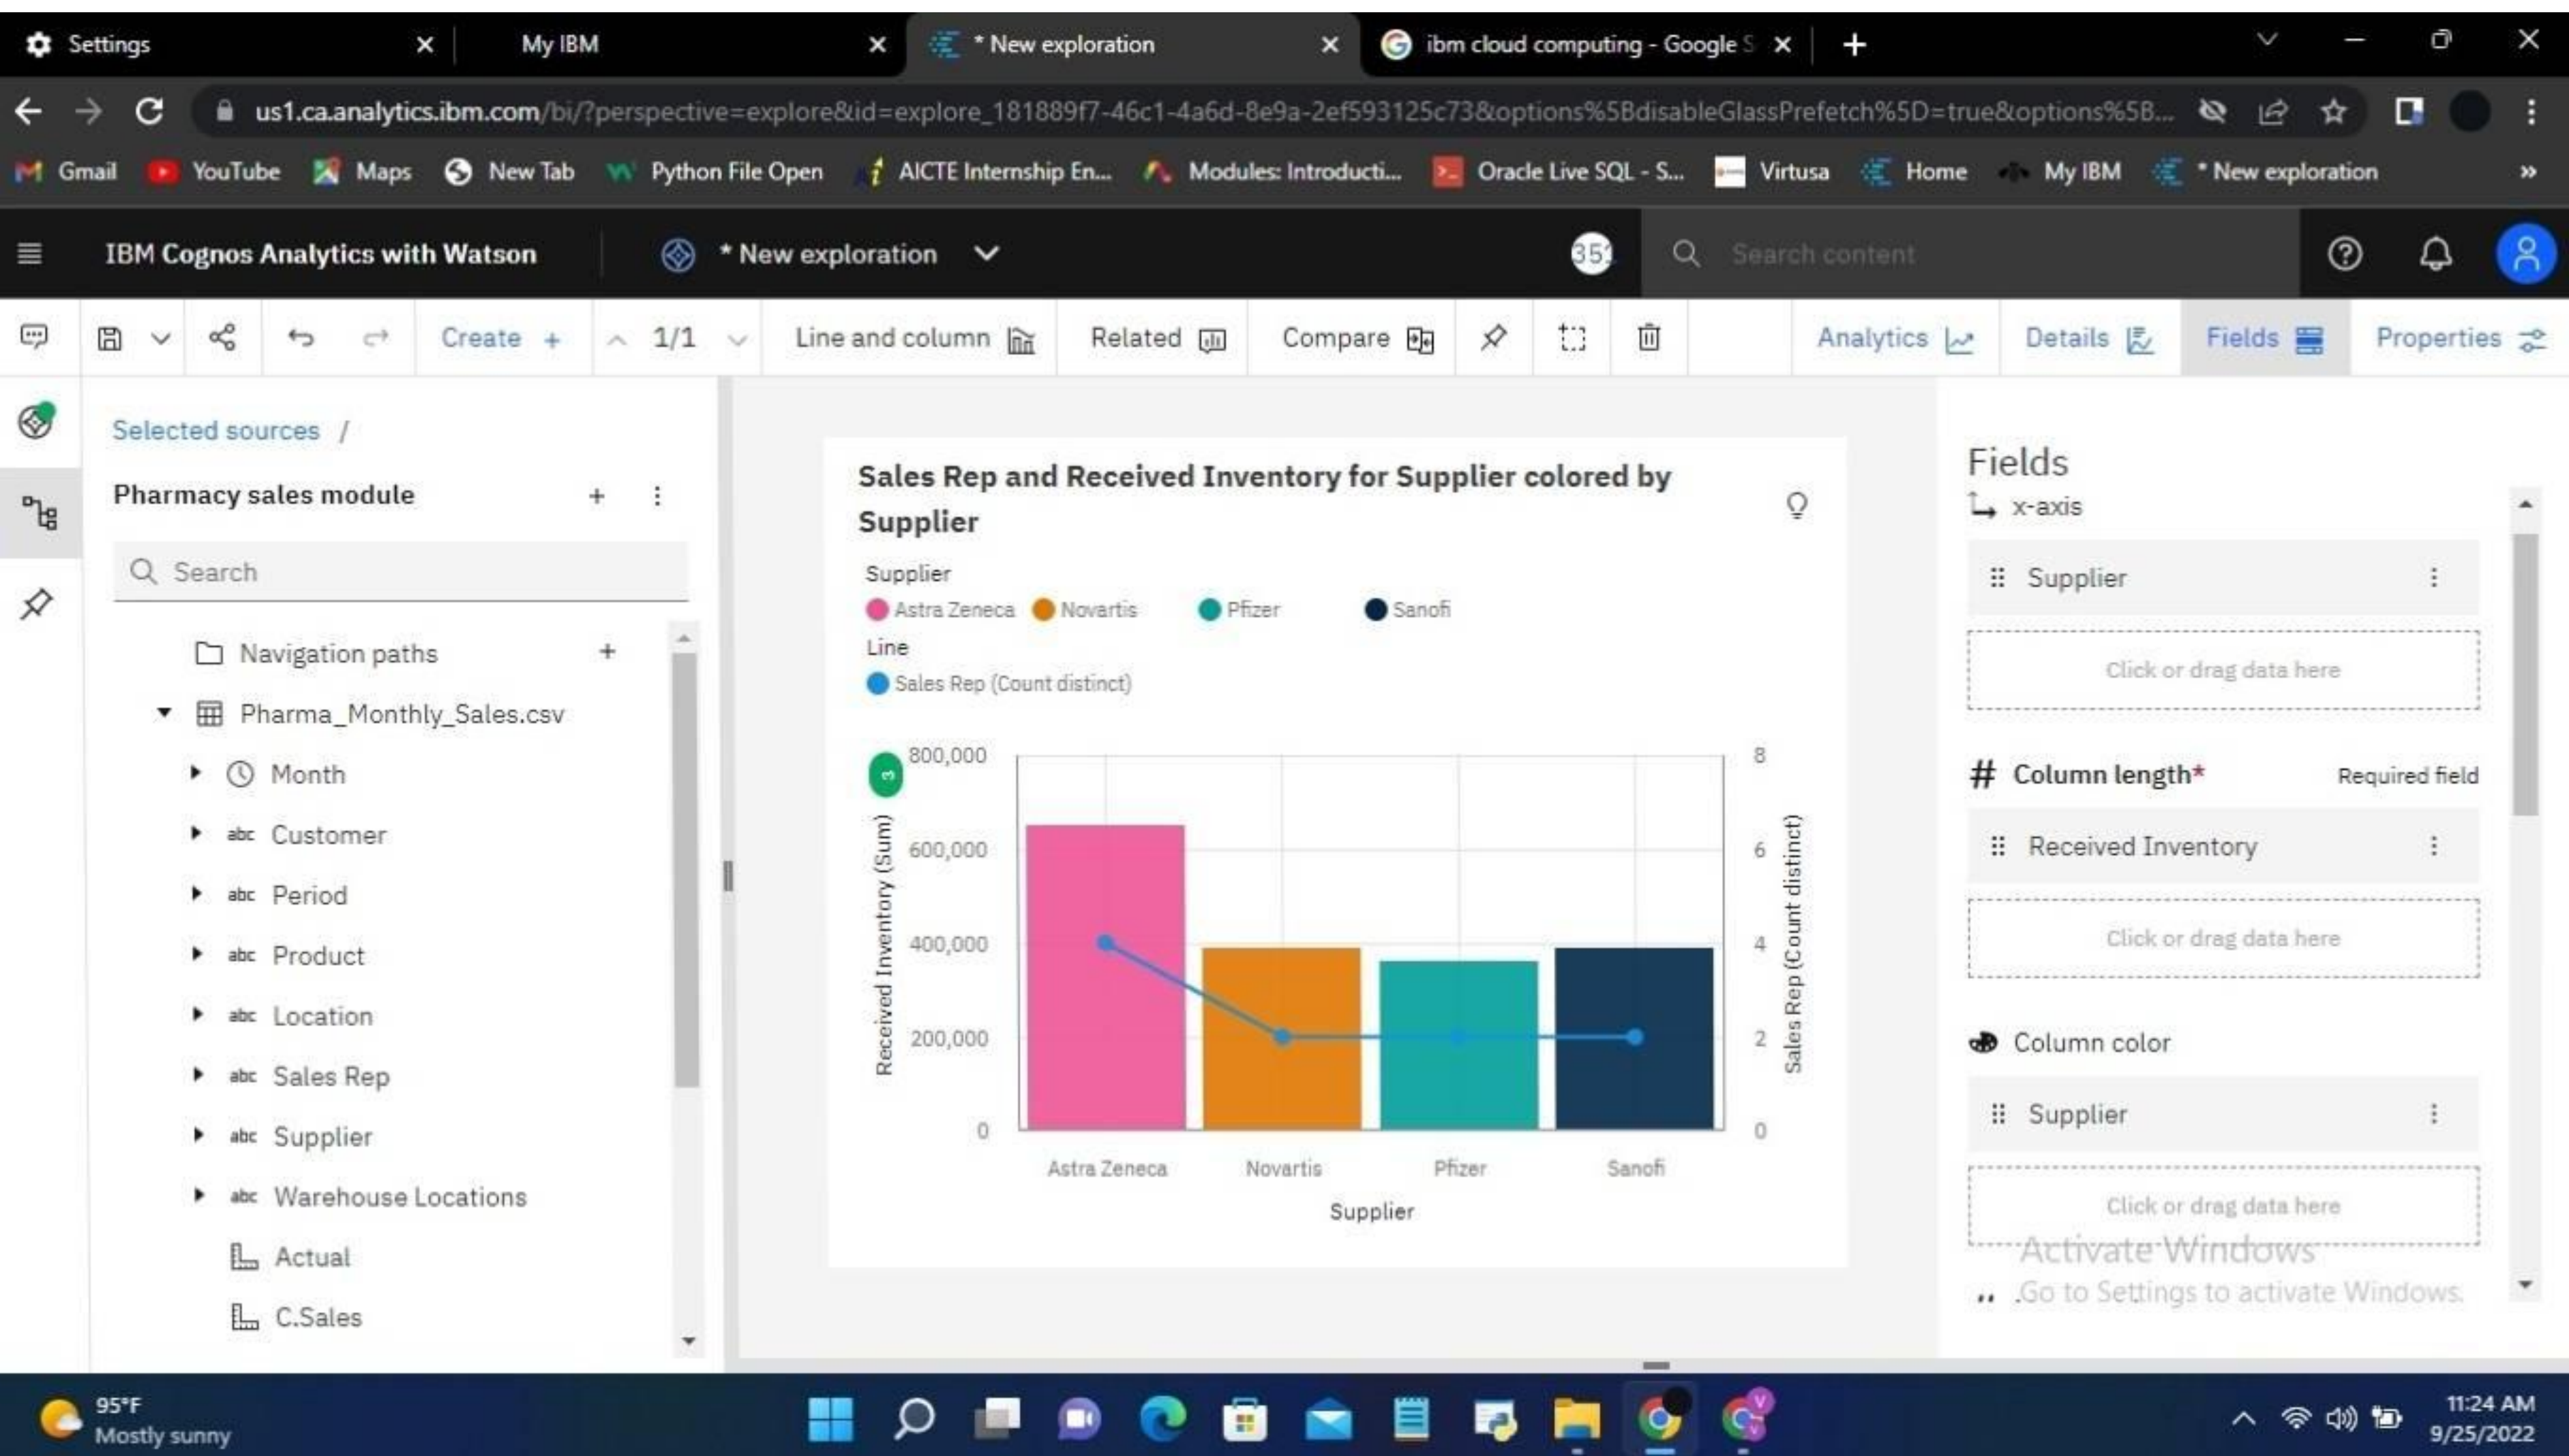 Settings
My IBM
* New exploration
ibm cloud computing - Google S
us1.ca.analytics.ibm.com/bi/?perspective=explore&id=explore_181889f7-46c1-4a6d-8e9a-2ef593125c73&options%5BdisableGlassPrefetch%5D=true&options%5B...
Gmail YouTube Maps New Tab Python File Open AICTE Internship En... Modules: Introducti... Oracle Live SQL - S... Virtusa Home My IBM * New exploration »
IBM Cognos Analytics with Watson
* New exploration
351
Search content
Create +
1/1
Line and column
Related
Compare
Analytics
Details
Fields
Properties
Selected sources /
Pharmacy sales module
Search
Navigation paths
Pharma_Monthly_Sales.csv
Month
abc Customer
abc Period
abc Product
abc Location
abc Sales Rep
abc Supplier
abc Warehouse Locations
Actual
C.Sales
Sales Rep and Received Inventory for Supplier colored by
Supplier
Supplier
Astra Zeneca Novartis Pfizer Sanofi
Line
Sales Rep (Count distinct)
3
Received Inventory (Sum)
800,000
600,000
400,000
200,000
0
8
6
4
2
0
Sales Rep (Count distinct)
Astra Zeneca Novartis Pfizer Sanofi
Supplier
Fields
x-axis
Supplier
Click or drag data here
# Column length* Required field
Received Inventory
Click or drag data here
Column color
Supplier
Click or drag data here
Activate Windows
Go to Settings to activate Windows.
95°F
Mostly sunny
11:24 AM
9/25/2022